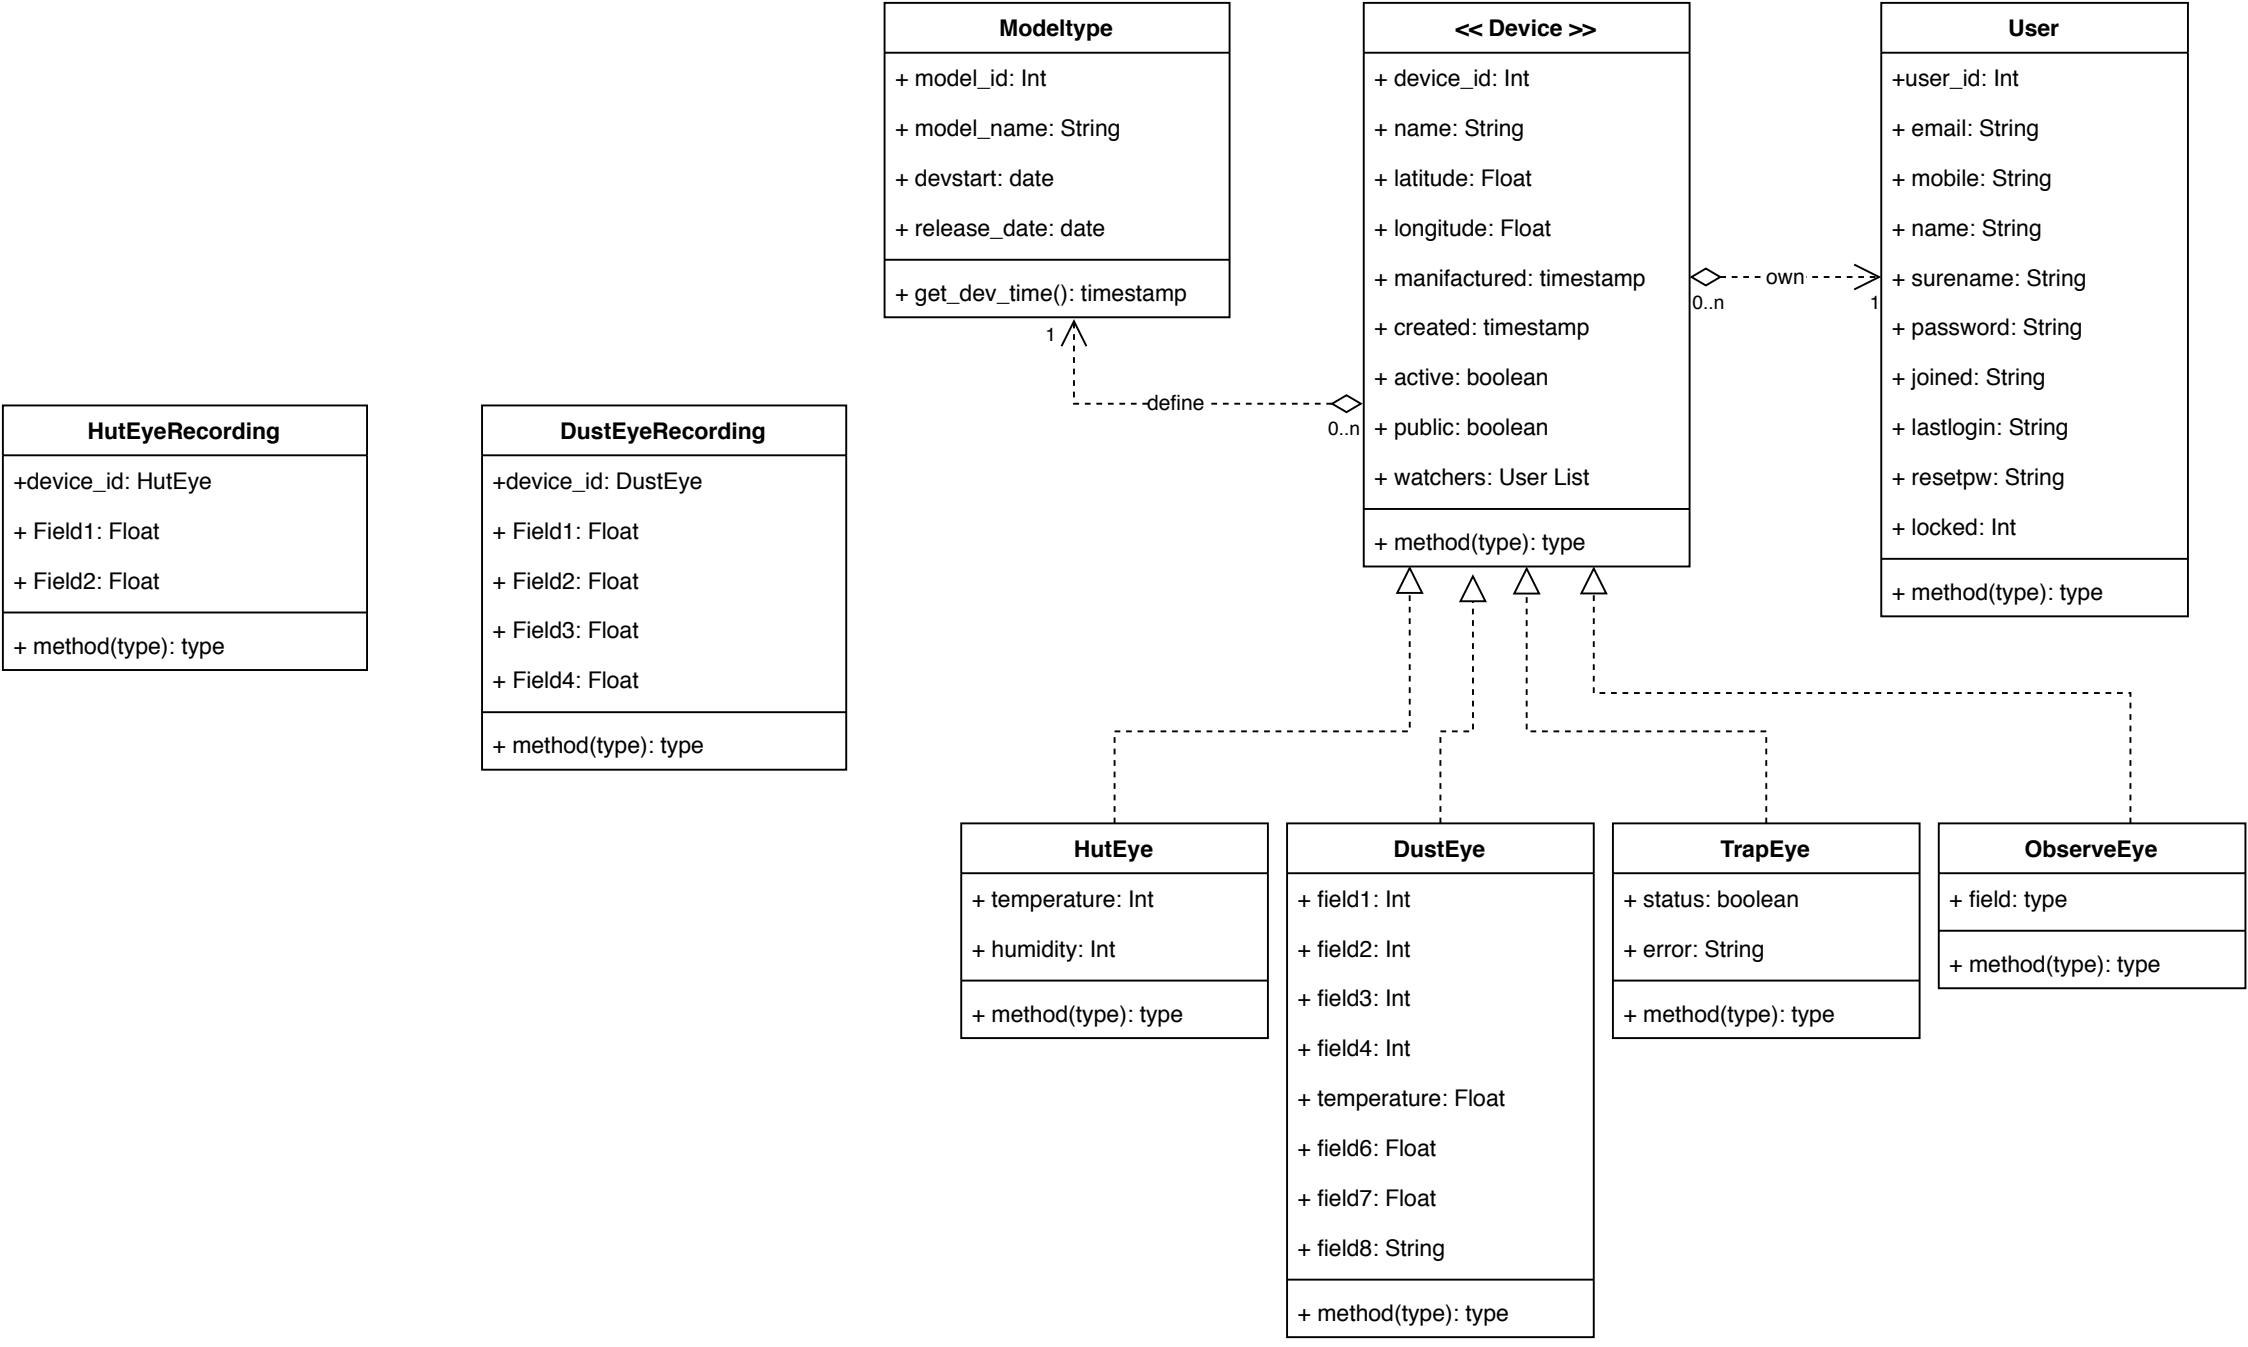 Modeltype
+ model_id: Int
+ model_name: String
+ devstart: date
+ release_date: date
+ get_dev_time(): timestamp
<< Device >>
+ device_id: Int
+ name: String
+ latitude: Float
+ longitude: Float
+ manifactured: timestamp
+ created: timestamp
+ active: boolean
+ public: boolean
+ watchers: User List
+ method(type): type
User
+user_id: Int
+ email: String
+ mobile: String
+ name: String
+ surename: String
+ password: String
+ joined: String
+ lastlogin: String
+ resetpw: String
+ locked: Int
+ method(type): type
own
0..n
1
1
define
0..n
HutEyeRecording
+device_id: HutEye
+ Field1: Float
+ Field2: Float
+ method(type): type
DustEyeRecording
+device_id: DustEye
+ Field1: Float
+ Field2: Float
+ Field3: Float
+ Field4: Float
+ method(type): type
HutEye
+ temperature: Int
+ humidity: Int
+ method(type): type
DustEye
+ field1: Int
+ field2: Int
+ field3: Int
+ field4: Int
+ temperature: Float
+ field6: Float
+ field7: Float
+ field8: String
+ method(type): type
TrapEye
+ status: boolean
+ error: String
+ method(type): type
ObserveEye
+ field: type
+ method(type): type